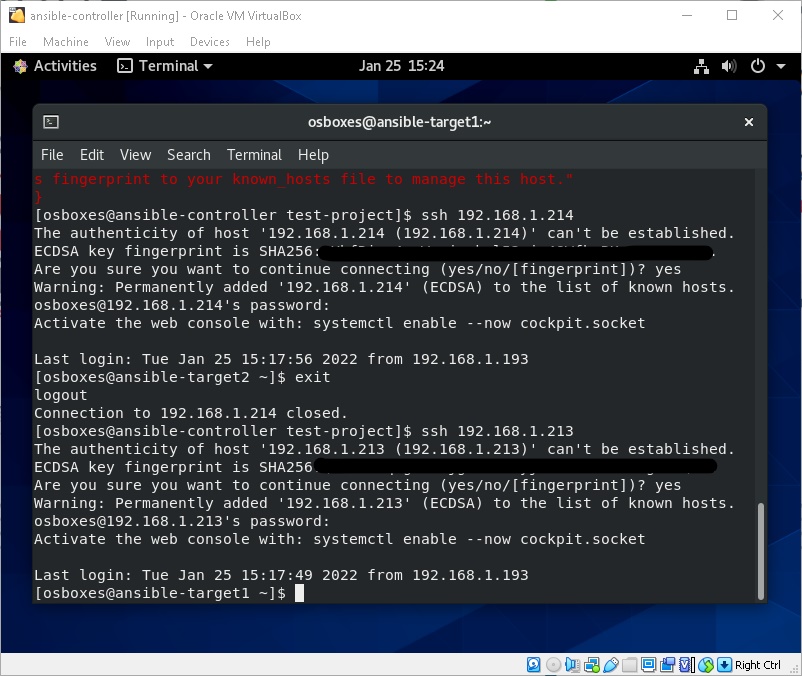 ansible-controller [Running] - Oracle VM VirtualBox
File Machine View Input Devices Help
Activities Terminal Jan 25 15:24
osboxes@ansible-target1:~
File Edit View Search Terminal Help
s fingerprint to your known_hosts file to manage this host."
}
[osboxes@ansible-controller test-project]$ ssh 192.168.1.214
The authenticity of host '192.168.1.214 (192.168.1.214)' can't be established.
ECDSA key fingerprint is SHA256:
Are you sure you want to continue connecting (yes/no/[fingerprint])? yes
Warning: Permanently added '192.168.1.214' (ECDSA) to the list of known hosts.
osboxes@192.168.1.214's password:
Activate the web console with: systemctl enable --now cockpit.socket
Last login: Tue Jan 25 15:17:56 2022 from 192.168.1.193
[osboxes@ansible-target2 ~]$ exit
logout
Connection to 192.168.1.214 closed.
[osboxes@ansible-controller test-project]$ ssh 192.168.1.213
The authenticity of host '192.168.1.213 (192.168.1.213)' can't be established.
ECDSA key fingerprint is SHA256
Are you sure you want to continue connecting (yes/no/[fingerprint])? yes
Warning: Permanently added '192.168.1.213' (ECDSA) to the list of known hosts.
osboxes@192.168.1.213's password:
Activate the web console with: systemctl enable --now cockpit.socket
Last login: Tue Jan 25 15:17:49 2022 from 192.168.1.193
[osboxes@ansible-target1 ~]$
Right Ctrl